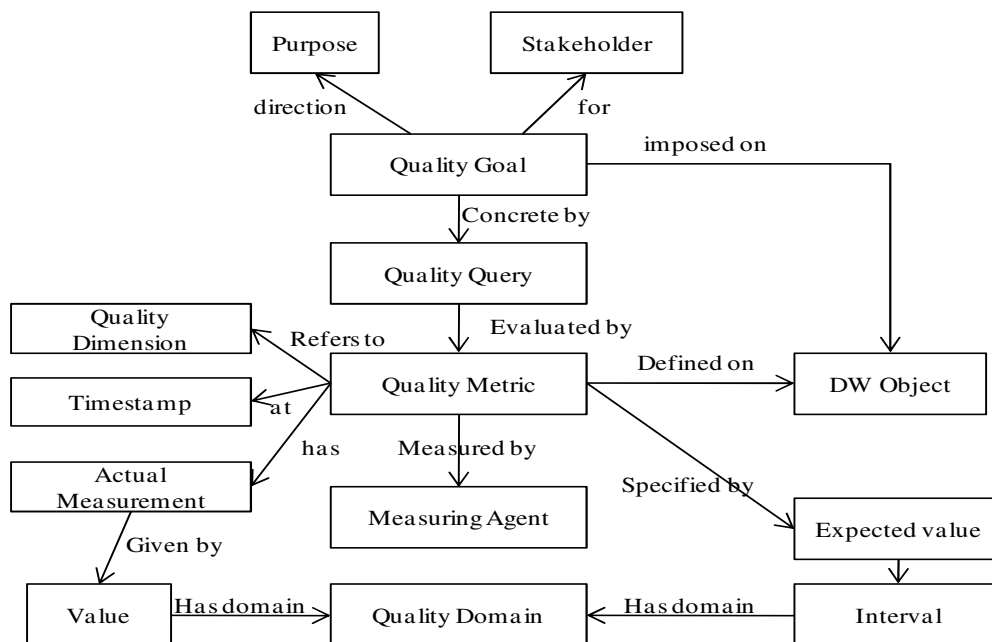 Purpose
Stakeholder
direction
for
Quality Goal
imposed on
Concrete by
Quality Query
Quality
Dimension
Refers to
Evaluated by
Quality Metric
Defined on
DW Object
Timestamp
at
has
Measured by
Actual
Measurement
Specified by
Measuring Agent
Expected value
Given by
Value
Has domain
Quality Domain
Has domain
Interval